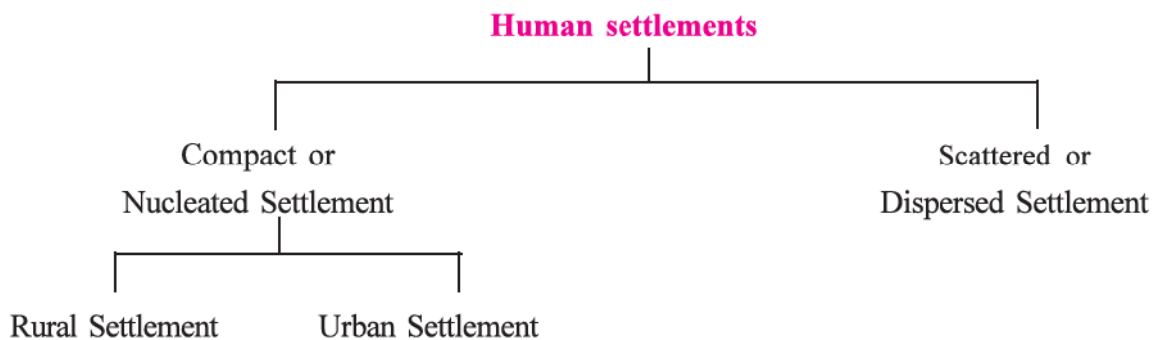 Human settlements
Compact or
Nucleated Settlement
Scattered or
Dispersed Settlement
Rural Settlement
Urban Settlement